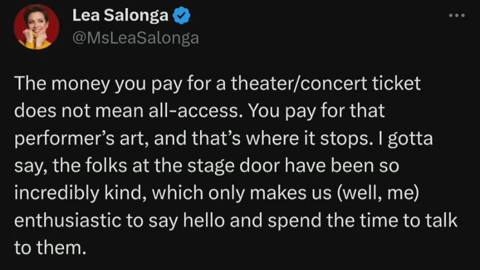 Lea Salonga
@MsLeaSalonga
The money you pay for a theater/concert ticket
does not mean all-access. You pay for that
performer’s art, and that’s where it stops. I gotta
say, the folks at the stage door have been so
incredibly kind, which only makes us (well, me)
enthusiastic to say hello and spend the time to talk
to them.